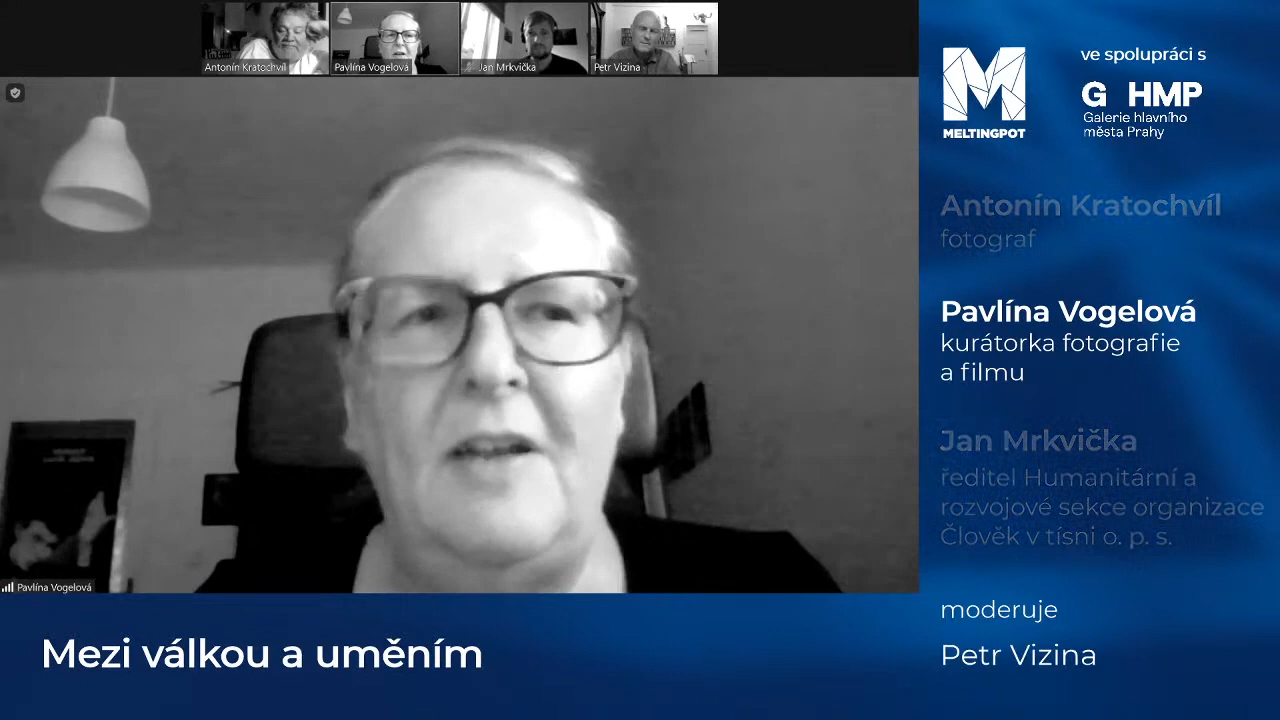 Antonín Kratochvíl
Pavlína Vogelová
Jan Mrkvička
Petr Vizina
Pavlína Vogelová
Mezi válkou a uměním
MELTINGPOT
ve spolupráci s
G HMP
Galerie hlavního
města Prahy
Antonín Kratochvíl
fotograf
Pavlína Vogelová
kurátorka fotografie
a filmu
Jan Mrkvička
ředitel Humanitární a
rozvojové sekce organizace
Člověk v tísni o. p. s.
moderuje
Petr Vizina